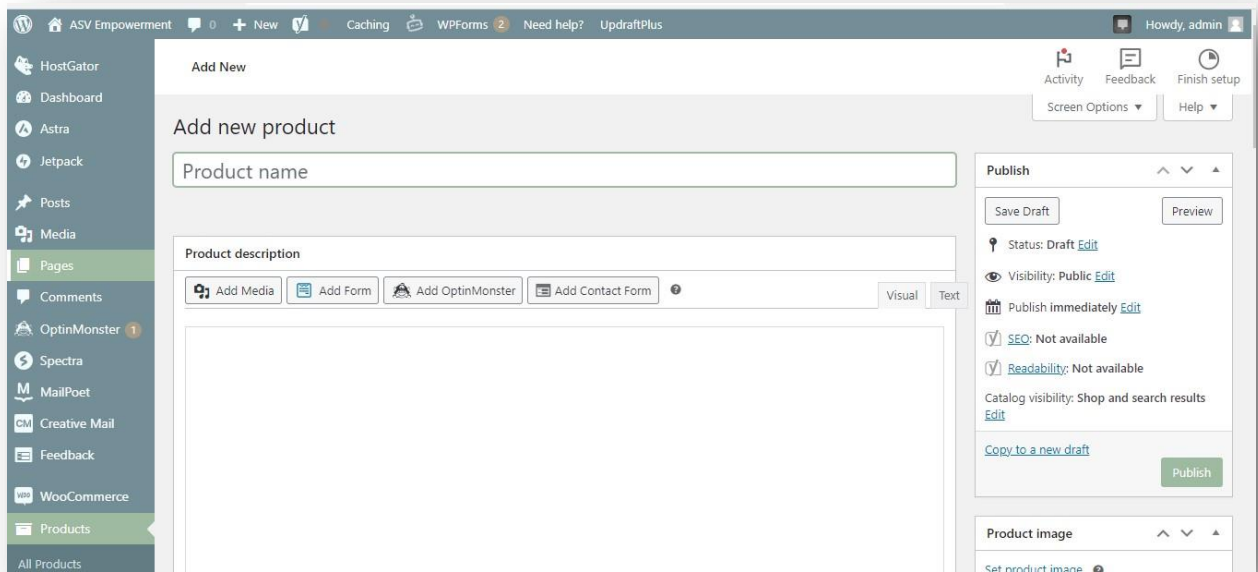 ASV Empowerment 0 + New Caching WPForms 2 Need help? UpdraftPlus Howdy, admin
HostGator
Dashboard
Astra
Jetpack
Posts
Media
Pages
Comments
OptinMonster 1
Spectra
MailPoet
CM Creative Mail
Feedback
WooCommerce
Products
All Products
Add New
Activity
Feedback
Finish setup
Screen Options ▼
Help ▼
Add new product
Product name
Product description
Add Media
Add Form
Add OptinMonster
Add Contact Form
Visual
Text
Publish
Save Draft
Preview
Status: Draft Edit
Visibility: Public Edit
Publish immediately Edit
SEO: Not available
Readability: Not available
Catalog visibility: Shop and search results
Edit
Copy to a new draft
Publish
Product image
Set product image